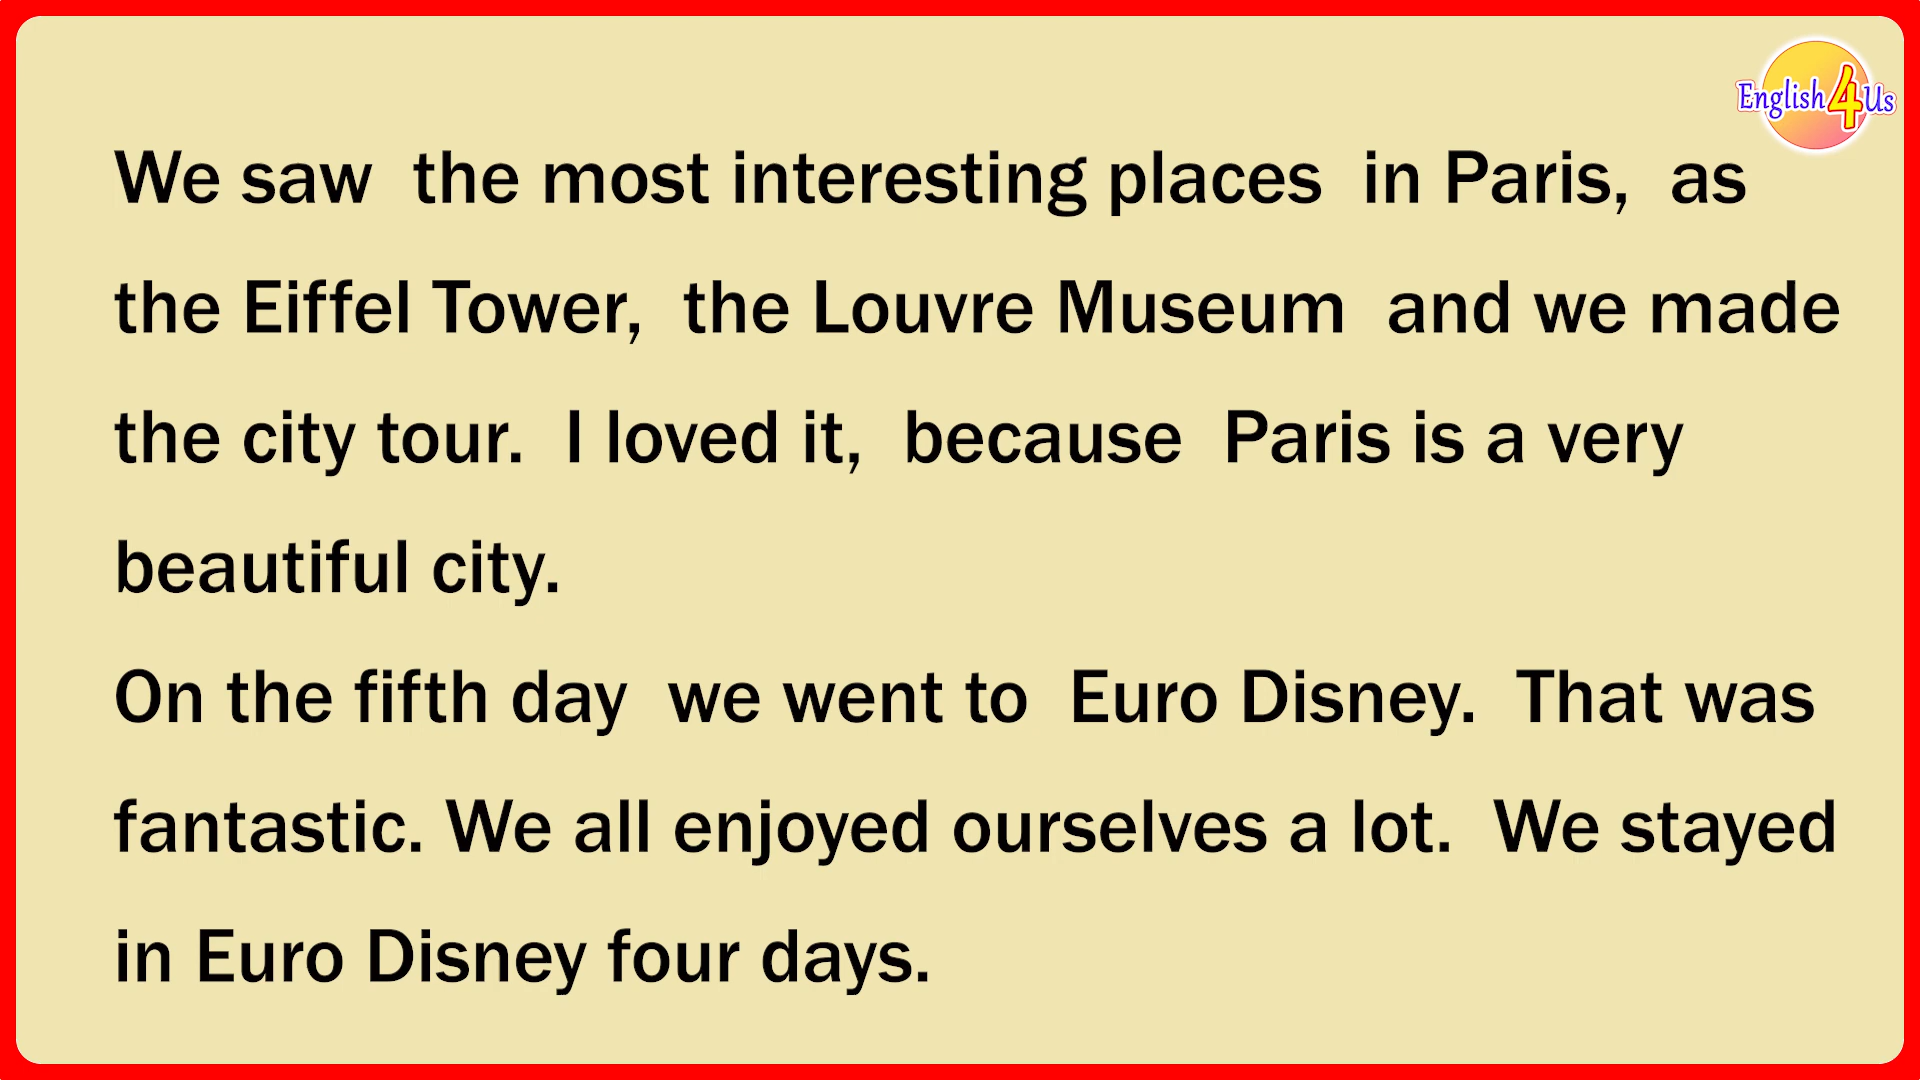 English4Us
We saw the most interesting places in Paris, as
the Eiffel Tower, the Louvre Museum and we made
the city tour. I loved it, because Paris is a very
beautiful city.
On the fifth day we went to Euro Disney. That was
fantastic. We all enjoyed ourselves a lot. We stayed
in Euro Disney four days.